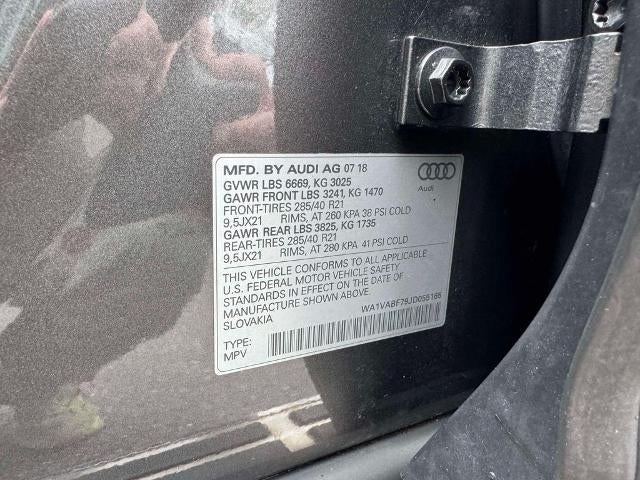 MFD. BY AUDI AG 07 18
GVWR LBS 6669, KG 3025
GAWR FRONT LBS 3241, KG 1470
FRONT-TIRES 285/40 R21
9,5JX21 RIMS, AT 260 KPA 38 PSI COLD
GAWR REAR LBS 3825, KG 1735
REAR-TIRES 285/40 R21
9,5JX21 RIMS, AT 280 KPA 41 PSI COLD
Audi
THIS VEHICLE CONFORMS TO ALL APPLICABLE
U.S. FEDERAL MOTOR VEHICLE SAFETY
STANDARDS IN EFFECT ON THE DATE OF
MANUFACTURE SHOWN ABOVE.
SLOVAKIA
TYPE:
MPV